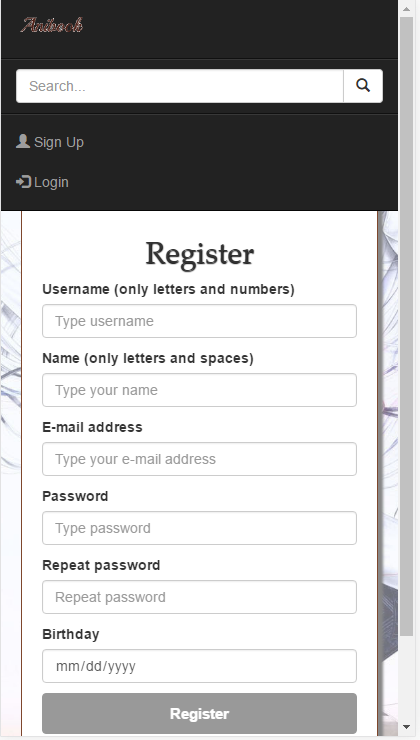 Anibook
Search...
Sign Up
Login
Register
Username (only letters and numbers)
Type username
Name (only letters and spaces)
Type your name
E-mail address
Type your e-mail address
Password
Type password
Repeat password
Repeat password
Birthday
mm/dd/yyyy
Register